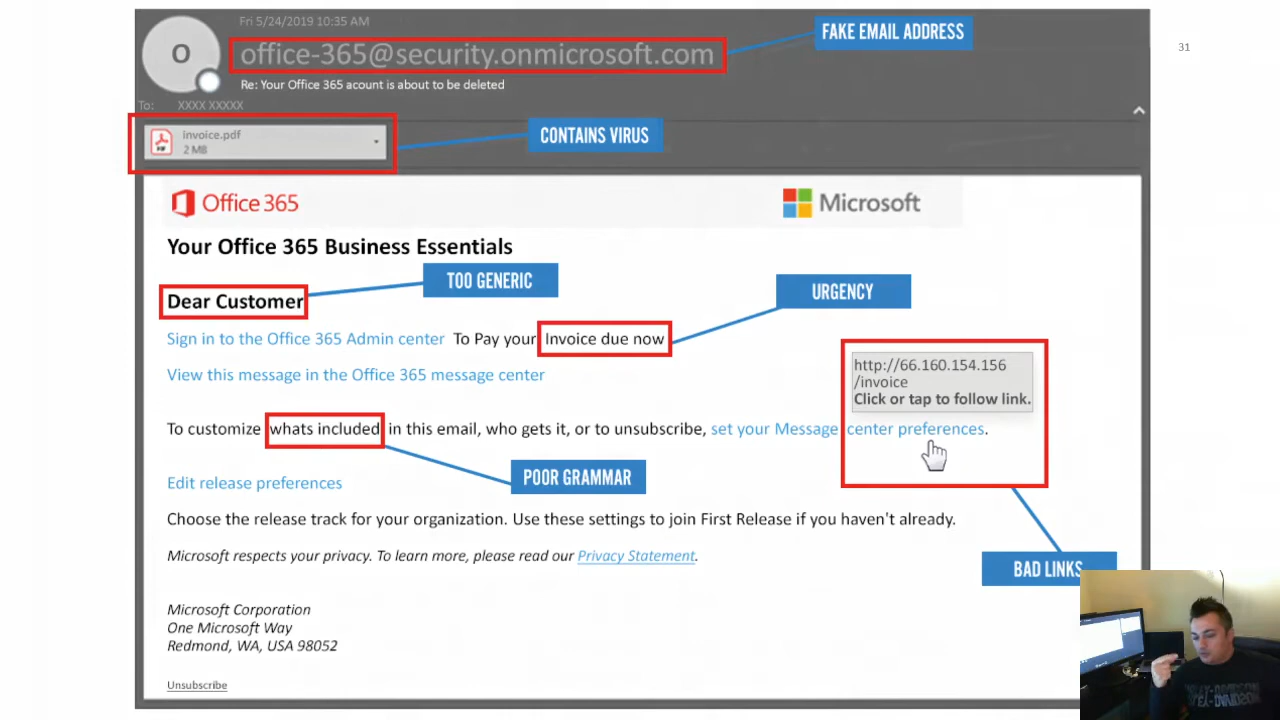 Fri 5/24/2019 10:35 AM
FAKE EMAIL ADDRESS
31
O
office-365@security.onmicrosoft.com
Re: Your Office 365 acount is about to be deleted
To: XXXX XXXXX
invoice.pdf
2 MB
CONTAINS VIRUS
Office 365
Microsoft
Your Office 365 Business Essentials
TOO GENERIC
URGENCY
Dear Customer
Sign in to the Office 365 Admin center To Pay your Invoice due now
View this message in the Office 365 message center
http://66.160.154.156
/invoice
Click or tap to follow link.
To customize whats included in this email, who gets it, or to unsubscribe, set your Message center preferences.
POOR GRAMMAR
Edit release preferences
Choose the release track for your organization. Use these settings to join First Release if you haven't already.
Microsoft respects your privacy. To learn more, please read our Privacy Statement.
BAD LINKS
Microsoft Corporation
One Microsoft Way
Redmond, WA, USA 98052
Unsubscribe